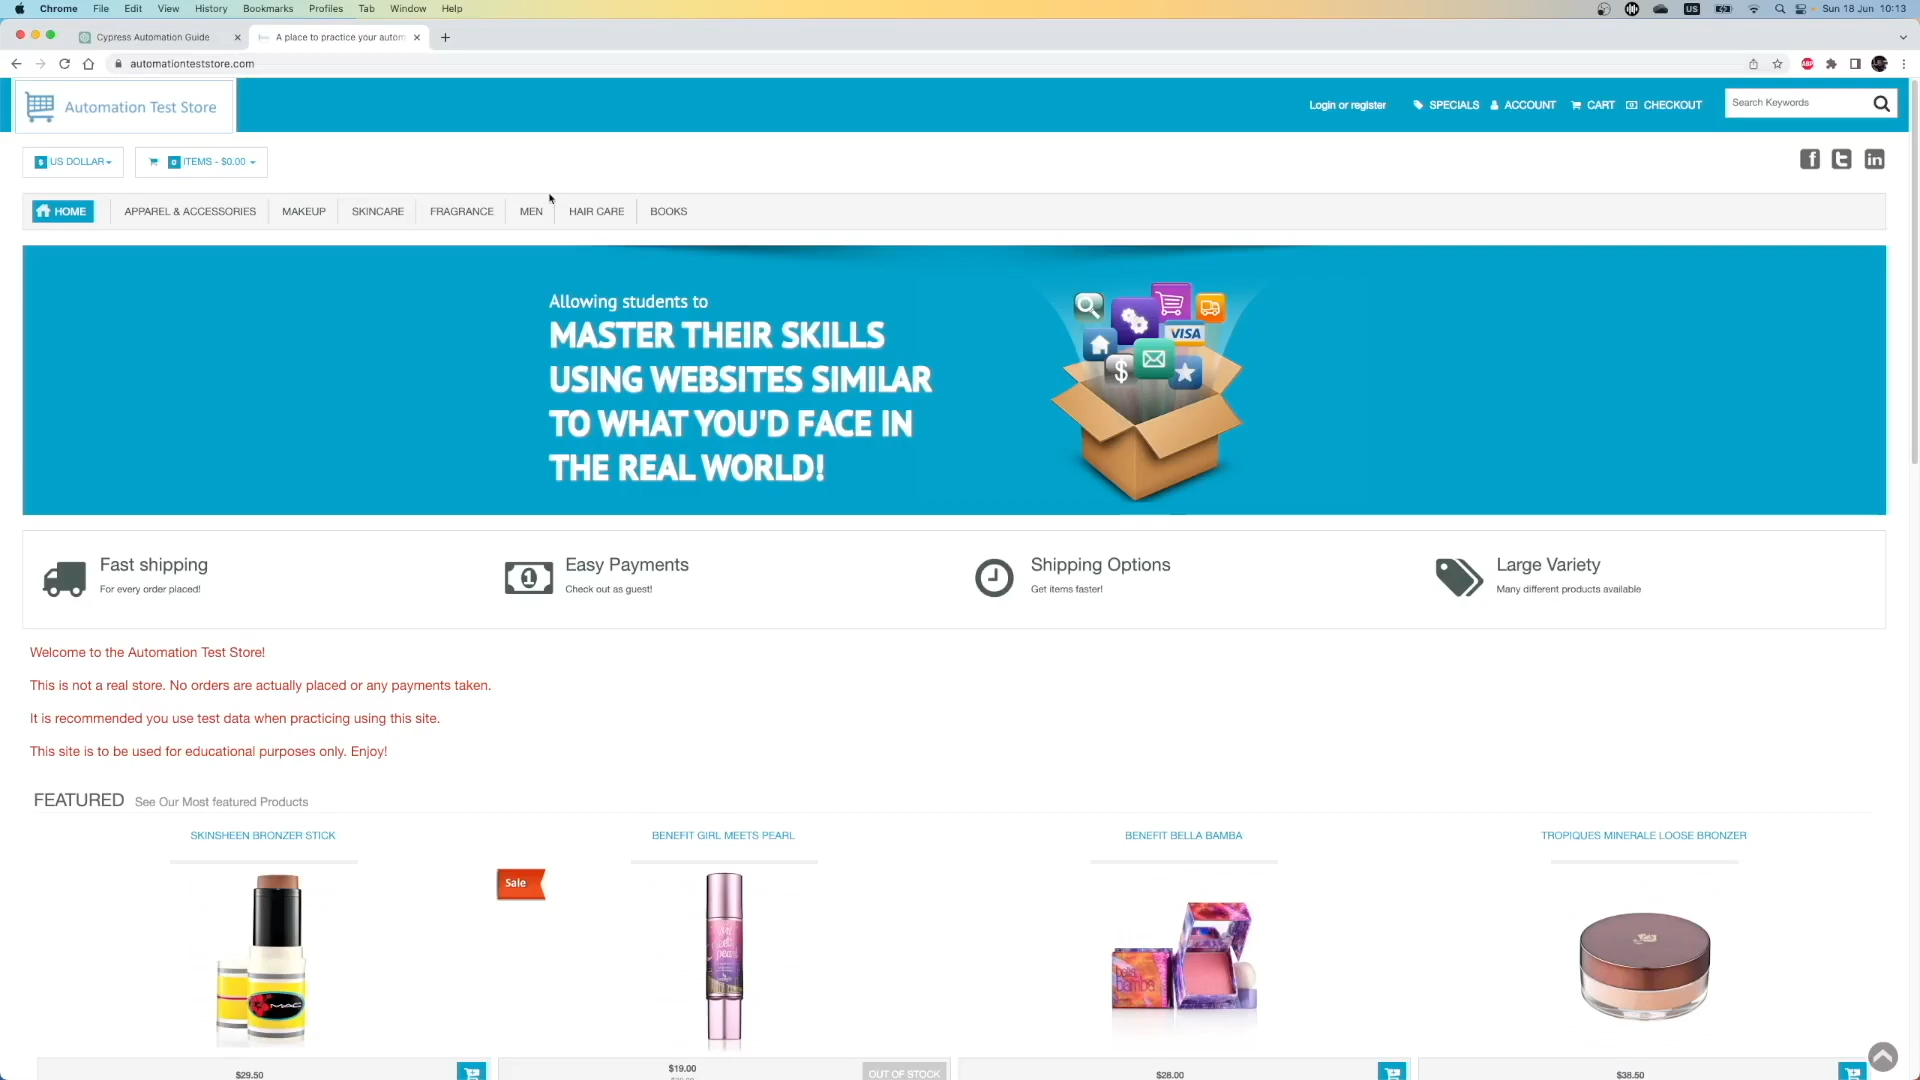 Chrome File Edit View History Bookmarks Profiles Tab Window Help US Sun 18 Jun 10:13
Cypress Automation Guide A place to practice your autom
automationteststore.com ABP
Automation Test Store Login or register SPECIALS ACCOUNT CART CHECKOUT Search Keywords
$ US DOLLAR 0 ITEMS - $0.00
HOME APPAREL & ACCESSORIES MAKEUP SKINCARE FRAGRANCE MEN HAIR CARE BOOKS
Allowing students to
MASTER THEIR SKILLS
USING WEBSITES SIMILAR
TO WHAT YOU'D FACE IN
THE REAL WORLD!
VISA
Fast shipping
For every order placed!
Easy Payments
Check out as guest!
Shipping Options
Get items faster!
Large Variety
Many different products available
Welcome to the Automation Test Store!
This is not a real store. No orders are actually placed or any payments taken.
It is recommended you use test data when practicing using this site.
This site is to be used for educational purposes only. Enjoy!
FEATURED See Our Most featured Products
SKINSHEEN BRONZER STICK BENEFIT GIRL MEETS PEARL BENEFIT BELLA BAMBA TROPIQUES MINERALE LOOSE BRONZER
Sale
MAC
bella
bamba
$29.50 $19.00 OUT OF STOCK $28.00 $38.50